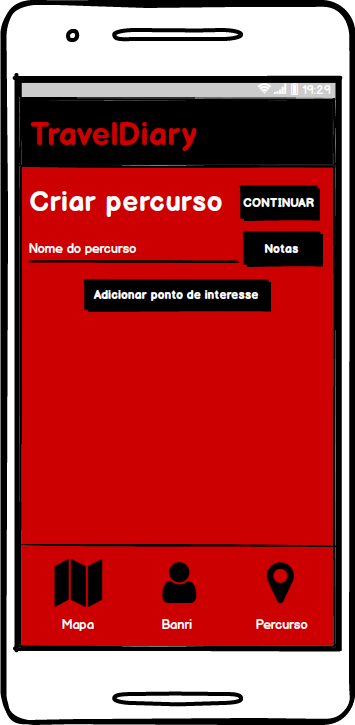 19:29
TravelDiary
Criar percurso
CONTINUAR
Nome do percurso
Notas
Adicionar ponto de interesse
Mapa
Banri
Percurso